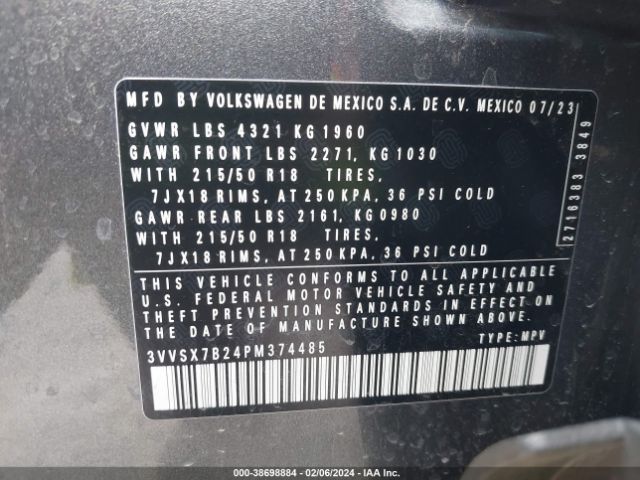 MFD BY VOLKSWAGEN DE MEXICO S.A. DE C.V. MEXICO 07/23
GVWR LBS 4321 KG 1960
GAWR FRONT LBS 2271, KG 1030
WITH 215/50 R18 TIRES,
7JX18 RIMS, AT 250 KPA, 36 PSI COLD
GAWR REAR LBS 2161, KG 0980
WITH 215/50 R18 TIRES,
7JX18 RIMS, AT 250 KPA, 36 PSI COLD
THIS VEHICLE CONFORMS TO ALL APPLICABLE
U.S. FEDERAL MOTOR VEHICLE SAFETY AND
THEFT PREVENTION STANDARDS IN EFFECT ON
THE DATE OF MANUFACTURE SHOWN ABOVE.
3VVSX7B24PM374485 TYPE: MPV
2716383 3849
000-38698884 - 02/06/2024 - IAA Inc.